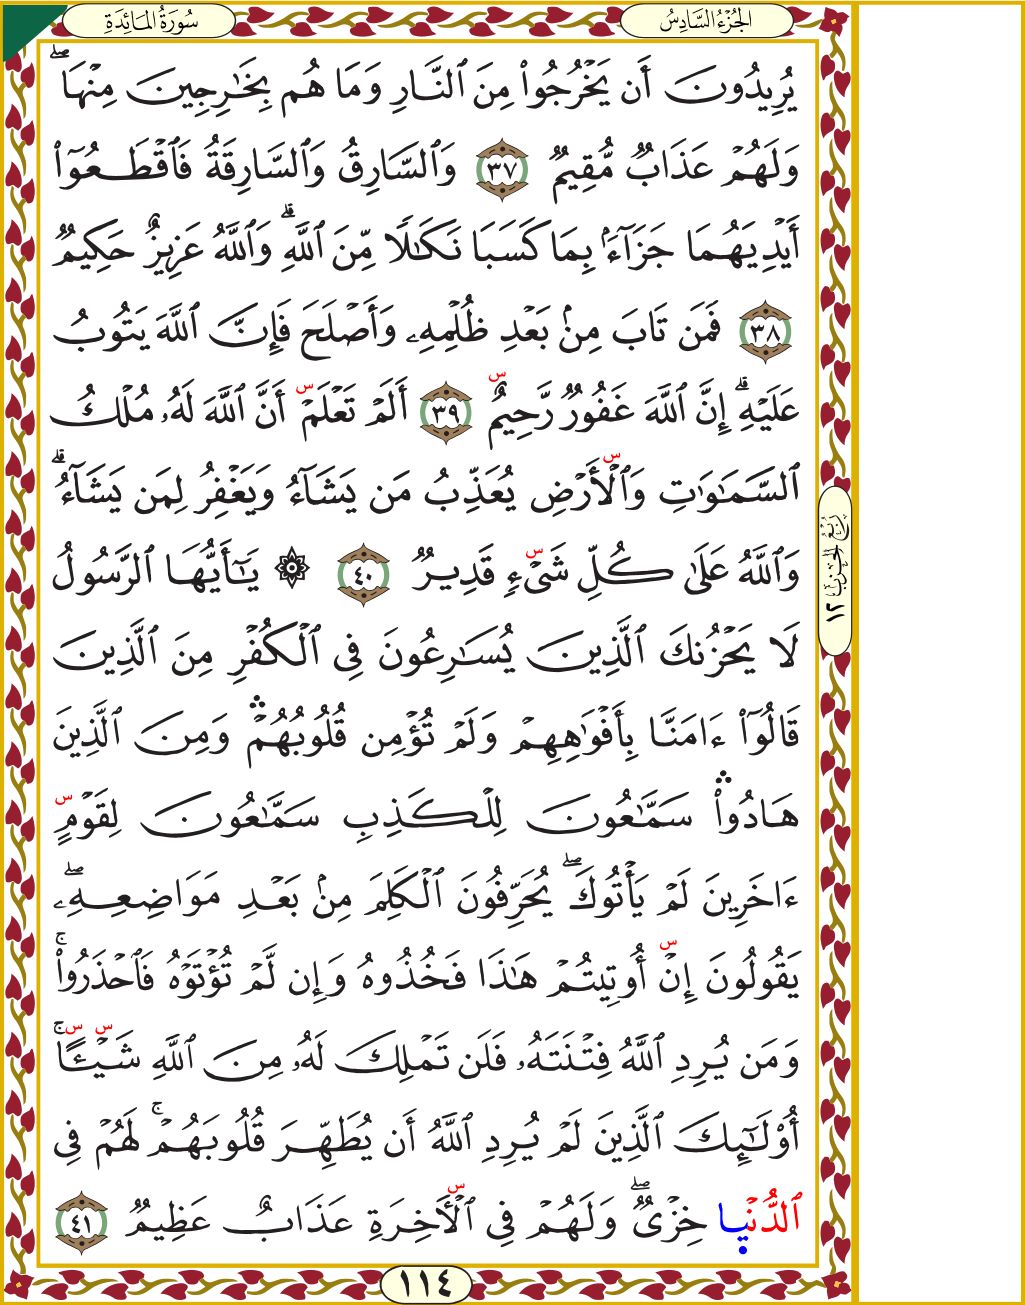 الجُزْءُ السَّادِسُ
سُورَةُ المَائِدَةِ
يُرِيدُونَ أَن يَخْرُجُوا۟ مِنَ ٱلنَّارِ وَمَا هُم بِخَٰرِجِينَ مِنْهَا ۖ
وَلَهُمْ عَذَابٌ مُّقِيمٌ ٣٧ وَٱلسَّارِقُ وَٱلسَّارِقَةُ فَٱقْطَعُوٓا۟
أَيْدِيَهُمَا جَزَآءًۢ بِمَا كَسَبَا نَكَٰلًا مِّنَ ٱللَّهِ ۗ وَٱللَّهُ عَزِيزٌ حَكِيمٌ
٣٨ فَمَن تَابَ مِنۢ بَعْدِ ظُلْمِهِۦ وَأَصْلَحَ فَإِنَّ ٱللَّهَ يَتُوبُ
عَلَيْهِ ۗ إِنَّ ٱللَّهَ غَفُورٌ رَّحِيمٌ س ٣٩ أَلَمْ تَعْلَمْ س أَنَّ ٱللَّهَ لَهُۥ مُلْكُ
ٱلسَّمَٰوَٰتِ وَٱلْأَرْضِ س يُعَذِّبُ مَن يَشَآءُ وَيَغْفِرُ لِمَن يَشَآءُ ۗ
وَٱللَّهُ عَلَىٰ كُلِّ شَىْءٍ س قَدِيرٌ ٤٠ ۞ يَٰٓأَيُّهَا ٱلرَّسُولُ
لَا يَحْزُنكَ ٱلَّذِينَ يُسَٰرِعُونَ فِى ٱلْكُفْرِ مِنَ ٱلَّذِينَ
قَالُوٓا۟ ءَامَنَّا بِأَفْوَٰهِهِمْ وَلَمْ تُؤْمِن قُلُوبُهُمْ ۛ وَمِنَ ٱلَّذِينَ
هَادُوا۟ ۛ سَمَّٰعُونَ لِلْكَذِبِ سَمَّٰعُونَ لِقَوْمٍ س
ءَاخَرِينَ لَمْ يَأْتُوكَ ۖ يُحَرِّفُونَ ٱلْكَلِمَ مِنۢ بَعْدِ مَوَاضِعِهِۦ ۖ
يَقُولُونَ إِنْ س أُوتِيتُمْ هَٰذَا فَخُذُوهُ وَإِن لَّمْ تُؤْتَوْهُ فَٱحْذَرُوا۟ ۚ
وَمَن يُرِدِ ٱللَّهُ فِتْنَتَهُۥ فَلَن تَمْلِكَ لَهُۥ مِنَ ٱللَّهِ شَيْـًٔا س س ۚ
أُو۟لَٰٓئِكَ ٱلَّذِينَ لَمْ يُرِدِ ٱللَّهُ أَن يُطَهِّرَ قُلُوبَهُمْ ۚ لَهُمْ فِى
ٱلدُّنْيَا خِزْىٌ ۖ وَلَهُمْ فِى ٱلْأَخِرَةِ س عَذَابٌ عَظِيمٌ ٤١
رُبْعُ الحِزْبِ ١٢
١١٤